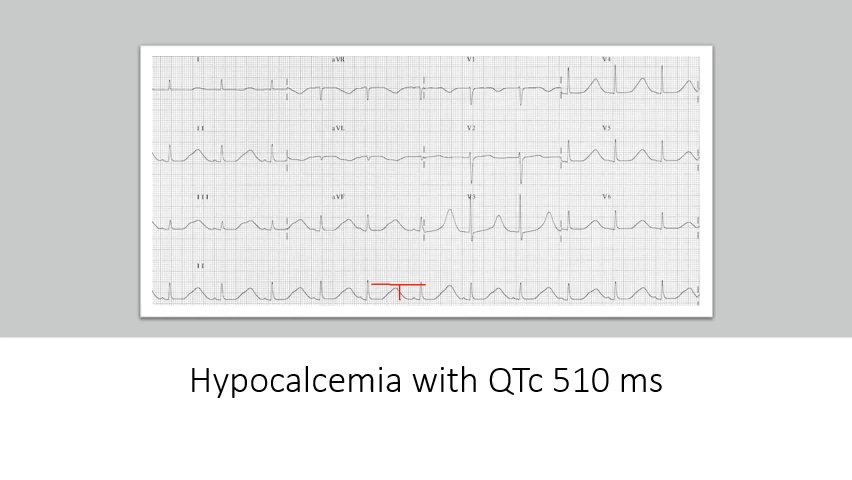 I aVR V1 V4
II aVL V2 V5
III aVF V3 V6
II
Hypocalcemia with QTc 510 ms